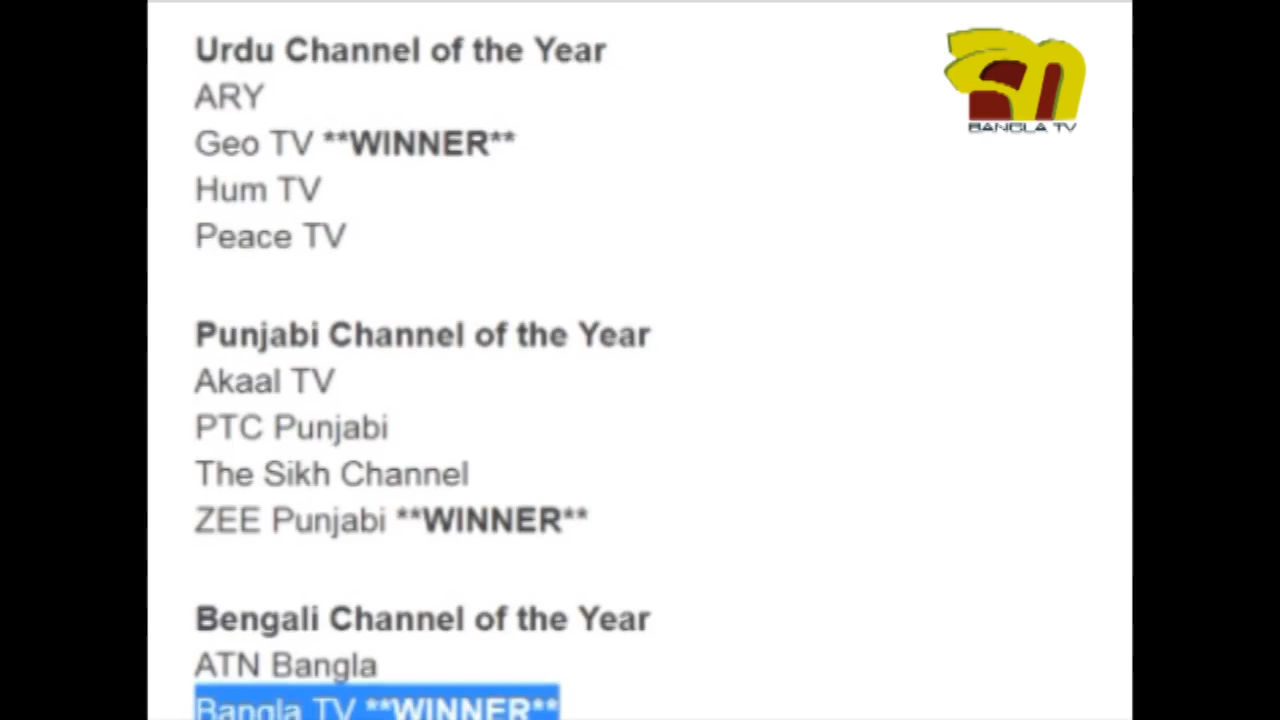 Urdu Channel of the Year
ARY
Geo TV **WINNER**
Hum TV
Peace TV
Punjabi Channel of the Year
Akaal TV
PTC Punjabi
The Sikh Channel
ZEE Punjabi **WINNER**
Bengali Channel of the Year
ATN Bangla
Bangla TV **WINNER**
BANGLA TV